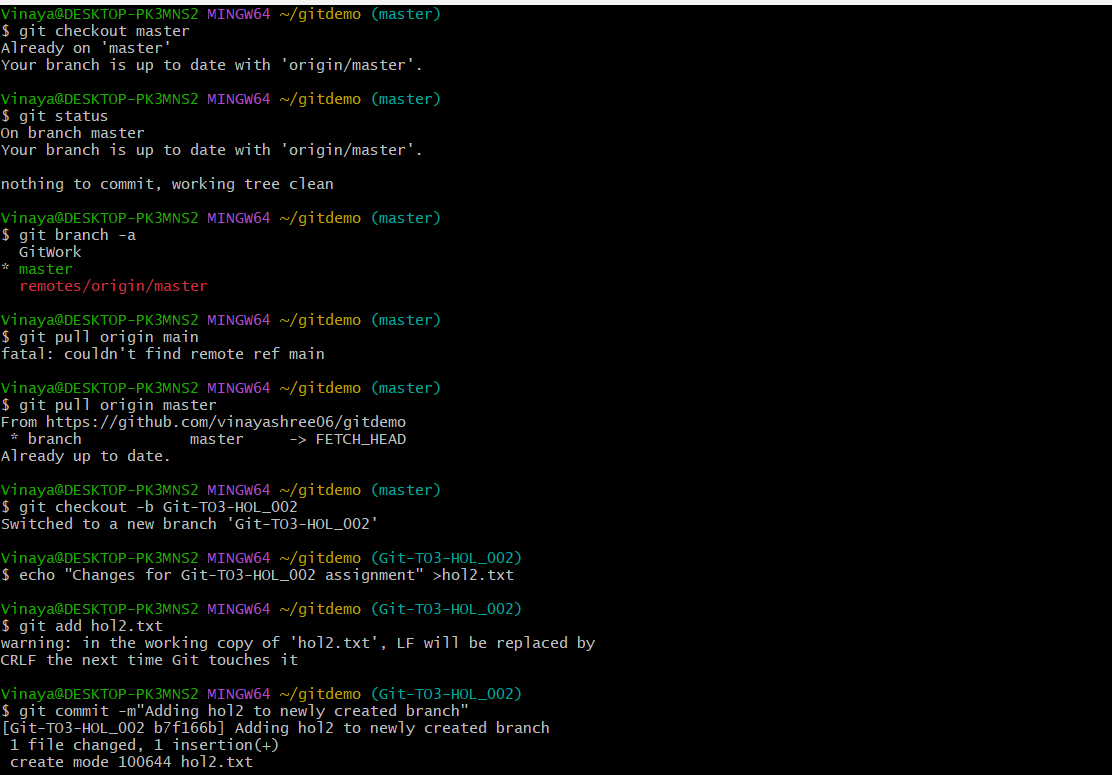 Vinaya@DESKTOP-PK3MNS2 MINGW64 ~/gitdemo (master)
$ git checkout master
Already on 'master'
Your branch is up to date with 'origin/master'.
Vinaya@DESKTOP-PK3MNS2 MINGW64 ~/gitdemo (master)
$ git status
On branch master
Your branch is up to date with 'origin/master'.
nothing to commit, working tree clean
Vinaya@DESKTOP-PK3MNS2 MINGW64 ~/gitdemo (master)
$ git branch -a
  GitWork
* master
  remotes/origin/master
Vinaya@DESKTOP-PK3MNS2 MINGW64 ~/gitdemo (master)
$ git pull origin main
fatal: couldn't find remote ref main
Vinaya@DESKTOP-PK3MNS2 MINGW64 ~/gitdemo (master)
$ git pull origin master
From https://github.com/vinayashree06/gitdemo
 * branch            master     -> FETCH_HEAD
Already up to date.
Vinaya@DESKTOP-PK3MNS2 MINGW64 ~/gitdemo (master)
$ git checkout -b Git-TO3-HOL_002
Switched to a new branch 'Git-TO3-HOL_002'
Vinaya@DESKTOP-PK3MNS2 MINGW64 ~/gitdemo (Git-TO3-HOL_002)
$ echo "Changes for Git-TO3-HOL_002 assignment" >hol2.txt
Vinaya@DESKTOP-PK3MNS2 MINGW64 ~/gitdemo (Git-TO3-HOL_002)
$ git add hol2.txt
warning: in the working copy of 'hol2.txt', LF will be replaced by
CRLF the next time Git touches it
Vinaya@DESKTOP-PK3MNS2 MINGW64 ~/gitdemo (Git-TO3-HOL_002)
$ git commit -m"Adding hol2 to newly created branch"
[Git-TO3-HOL_002 b7f166b] Adding hol2 to newly created branch
 1 file changed, 1 insertion(+)
 create mode 100644 hol2.txt